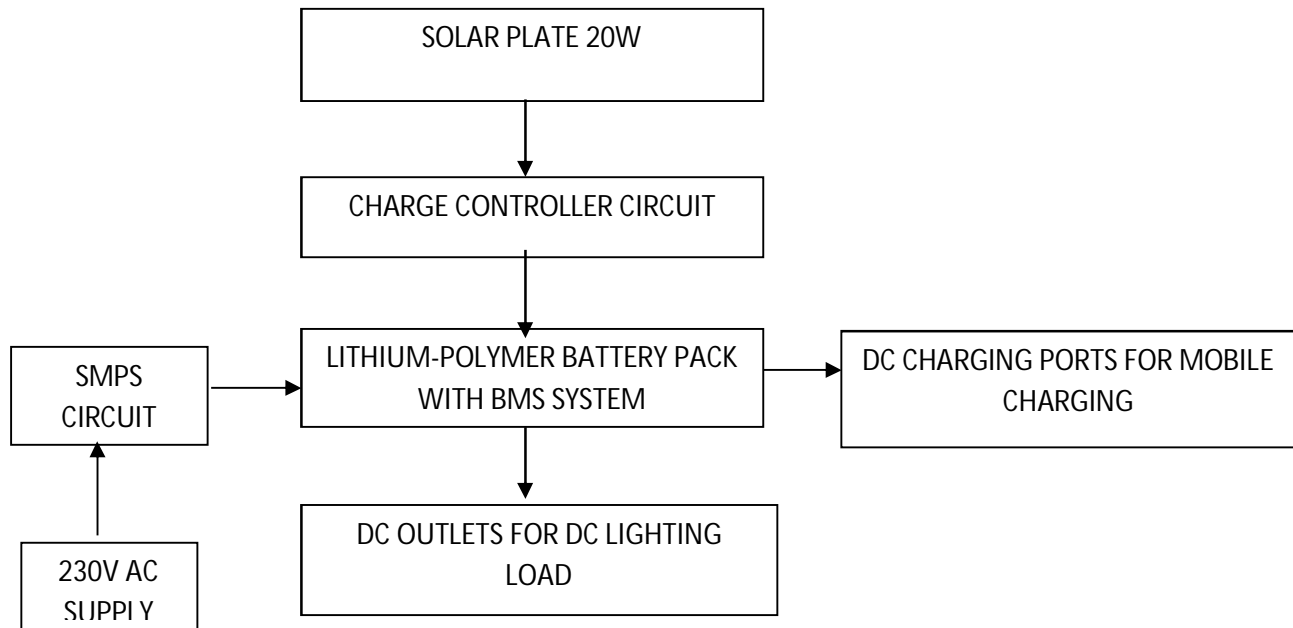 SOLAR PLATE 20W
CHARGE CONTROLLER CIRCUIT
LITHIUM-POLYMER BATTERY PACK
WITH BMS SYSTEM
DC CHARGING PORTS FOR MOBILE
CHARGING
SMPS
CIRCUIT
DC OUTLETS FOR DC LIGHTING
LOAD
230V AC
SUPPLY